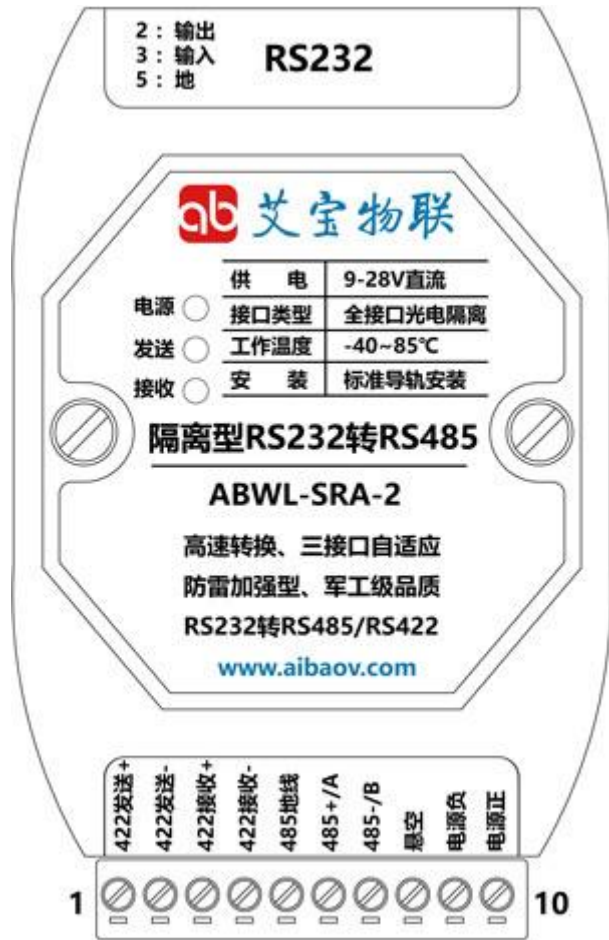 2：输出
3：输入
5：地
RS232
ab 艾宝物联
供 电 9-28V直流
接口类型 全接口光电隔离
工作温度 -40~85℃
安 装 标准导轨安装
电源
发送
接收
隔离型RS232转RS485
ABWL-SRA-2
高速转换、三接口自适应
防雷加强型、军工级品质
RS232转RS485/RS422
www.aibaov.com
422发送+
422发送-
422接收+
422接收-
485地线
485+/A
485-/B
悬空
电源负
电源正
1
10